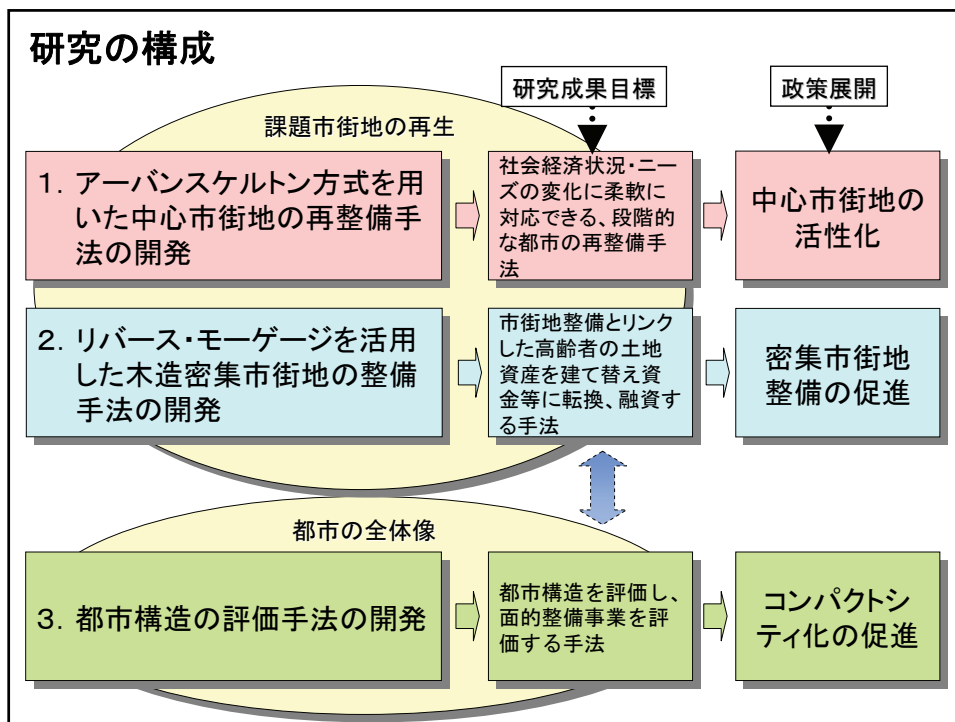 研究の構成
研究成果目標
政策展開
課題市街地の再生
1．アーバンスケルトン方式を用
いた中心市街地の再整備手
法の開発
社会経済状況・ニー
ズの変化に柔軟に
対応できる、段階的
な都市の再整備手
法
中心市街地の
活性化
2．リバース・モーゲージを活用
した木造密集市街地の整備
手法の開発
市街地整備とリンク
した高齢者の土地
資産を建て替え資
金等に転換、融資す
る手法
密集市街地
整備の促進
都市の全体像
3．都市構造の評価手法の開発
都市構造を評価し、
面的整備事業を評
価する手法
コンパクトシ
ティ化の促進